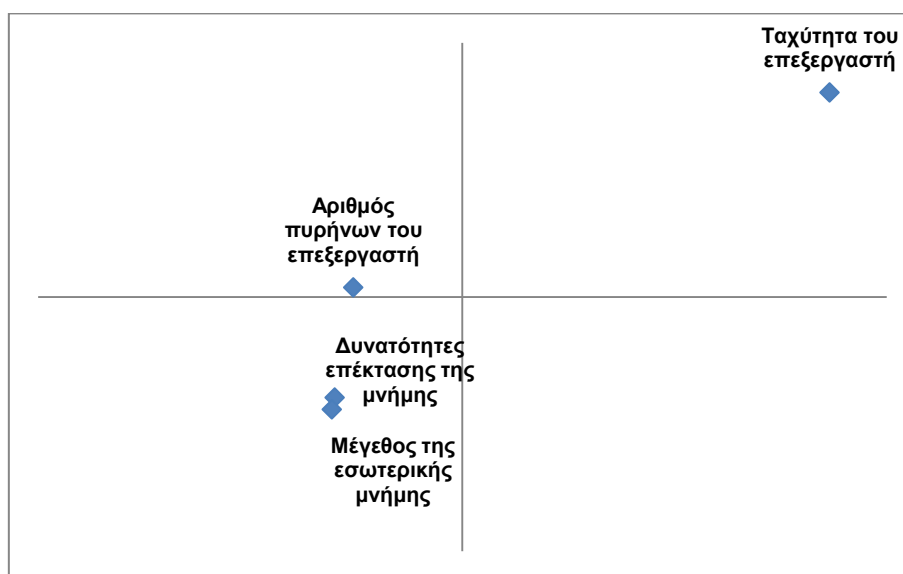 Ταχύτητα του
επεξεργαστή
Αριθμός
πυρήνων του
επεξεργαστή
Δυνατότητες
επέκτασης της
μνήμης
Μέγεθος της
εσωτερικής
μνήμης